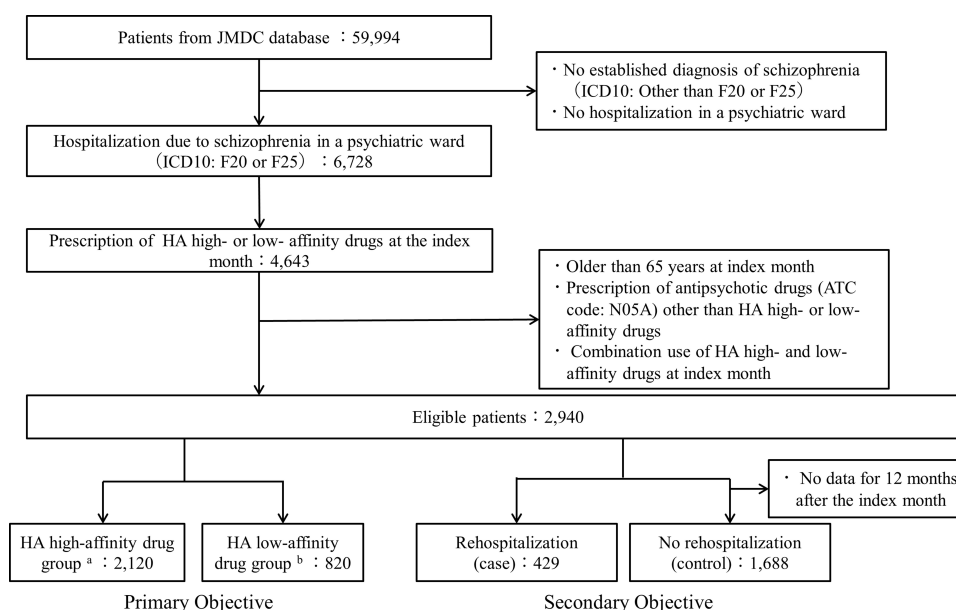 Patients from JMDC database ：59,994
・No established diagnosis of schizophrenia
（ICD10: Other than F20 or F25）
・No hospitalization in a psychiatric ward
Hospitalization due to schizophrenia in a psychiatric ward
（ICD10: F20 or F25） ：6,728
Prescription of HA high- or low- affinity drugs at the index
month：4,643
・Older than 65 years at index month
・Prescription of antipsychotic drugs (ATC
code: N05A) other than HA high- or low-
affinity drugs
・ Combination use of HA high- and low-
affinity drugs at index month
Eligible patients：2,940
・ No data for 12 months
after the index month
HA high-affinity drug
group a ：2,120
HA low-affinity
drug group b ：820
Rehospitalization
(case)：429
No rehospitalization
(control)：1,688
Primary Objective
Secondary Objective